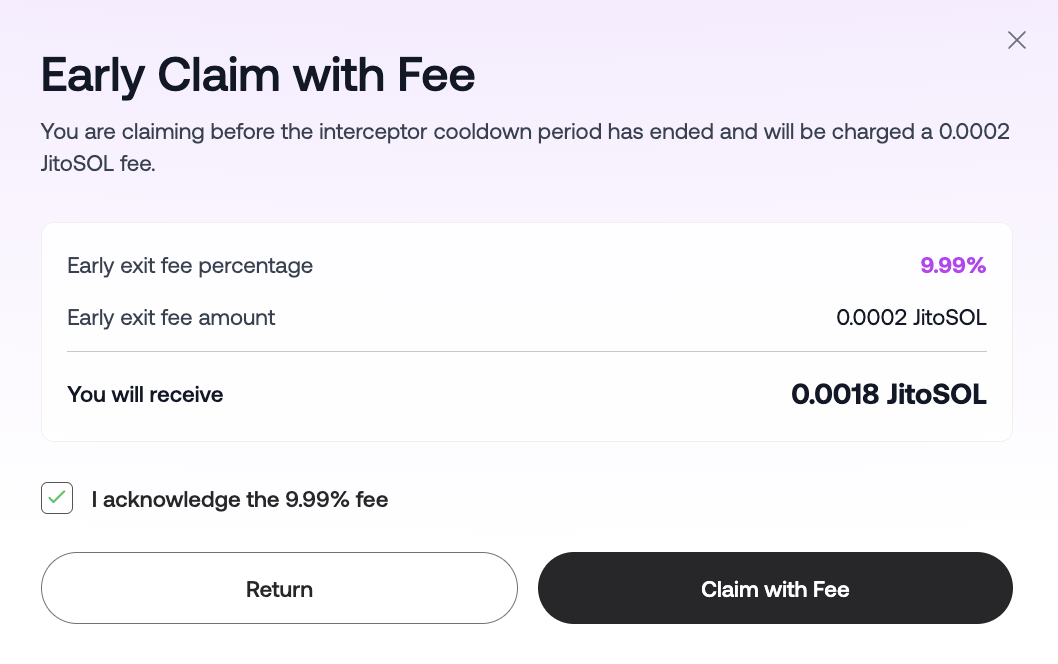 Early Claim with Fee
You are claiming before the interceptor cooldown period has ended and will be charged a 0.0002
JitoSOL fee.
Early exit fee percentage 9.99%
Early exit fee amount 0.0002 JitoSOL
You will receive 0.0018 JitoSOL
I acknowledge the 9.99% fee
Return Claim with Fee